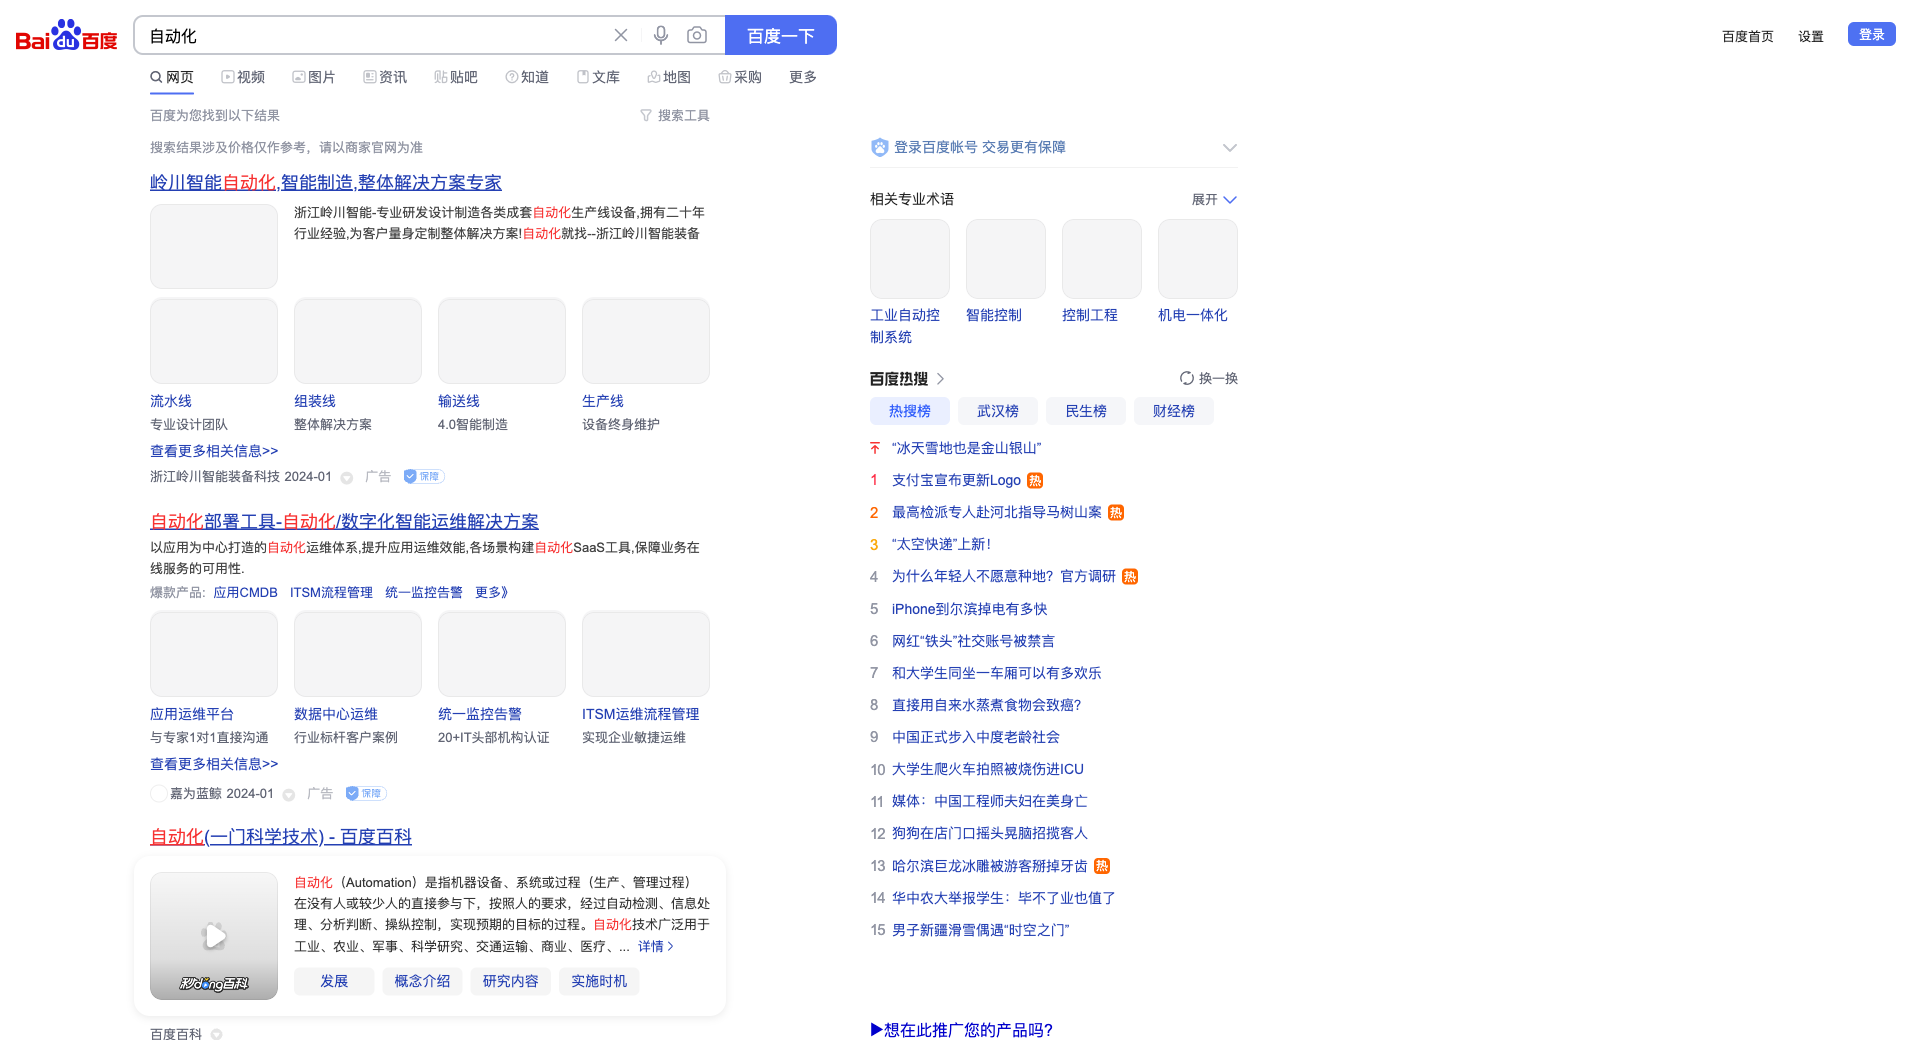 Bai du 百度
自动化
百度一下
百度首页
设置
登录
网页
视频
图片
资讯
贴吧
知道
文库
地图
采购
更多
百度为您找到以下结果
搜索工具
搜索结果涉及价格仅作参考，请以商家官网为准
岭川智能自动化,智能制造,整体解决方案专家
浙江岭川智能-专业研发设计制造各类成套自动化生产线设备,拥有二十年
行业经验,为客户量身定制整体解决方案!自动化就找--浙江岭川智能装备
流水线
专业设计团队
组装线
整体解决方案
输送线
4.0智能制造
生产线
设备终身维护
查看更多相关信息>>
浙江岭川智能装备科技 2024-01 广告 保障
自动化部署工具-自动化/数字化智能运维解决方案
以应用为中心打造的自动化运维体系,提升应用运维效能,各场景构建自动化SaaS工具,保障业务在
线服务的可用性.
爆款产品: 应用CMDB ITSM流程管理 统一监控告警 更多》
应用运维平台
与专家1对1直接沟通
数据中心运维
行业标杆客户案例
统一监控告警
20+IT头部机构认证
ITSM运维流程管理
实现企业敏捷运维
查看更多相关信息>>
嘉为蓝鲸 2024-01 广告 保障
自动化(一门科学技术) - 百度百科
自动化（Automation）是指机器设备、系统或过程（生产、管理过程）
在没有人或较少人的直接参与下，按照人的要求，经过自动检测、信息处
理、分析判断、操纵控制，实现预期的目标的过程。自动化技术广泛用于
工业、农业、军事、科学研究、交通运输、商业、医疗、... 详情
秒dong百科
发展
概念介绍
研究内容
实施时机
百度百科
登录百度帐号 交易更有保障
相关专业术语
展开
工业自动控
制系统
智能控制
控制工程
机电一体化
百度热搜
换一换
热搜榜
武汉榜
民生榜
财经榜
“冰天雪地也是金山银山”
1 支付宝宣布更新Logo 热
2 最高检派专人赴河北指导马树山案 热
3 “太空快递”上新！
4 为什么年轻人不愿意种地？官方调研 热
5 iPhone到尔滨掉电有多快
6 网红“铁头”社交账号被禁言
7 和大学生同坐一车厢可以有多欢乐
8 直接用自来水蒸煮食物会致癌？
9 中国正式步入中度老龄社会
10 大学生爬火车拍照被烧伤进ICU
11 媒体：中国工程师夫妇在美身亡
12 狗狗在店门口摇头晃脑招揽客人
13 哈尔滨巨龙冰雕被游客掰掉牙齿 热
14 华中农大举报学生：毕不了业也值了
15 男子新疆滑雪偶遇“时空之门”
▶想在此推广您的产品吗?